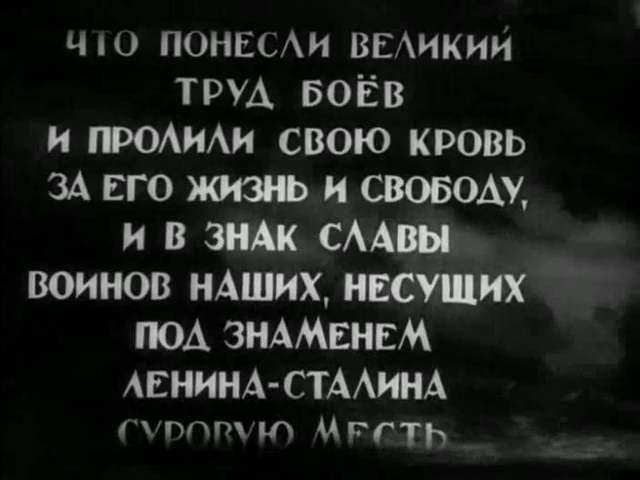 ЧТО ПОНЕСЛИ ВЕЛИКИЙ
ТРУД БОЁВ
И ПРОЛИЛИ СВОЮ КРОВЬ
ЗА ЕГО ЖИЗНЬ И СВОБОДУ,
И В ЗНАК СЛАВЫ
ВОИНОВ НАШИХ, НЕСУЩИХ
ПОД ЗНАМЕНЕМ
ЛЕНИНА-СТАЛИНА
СУРОВУЮ МЕСТЬ